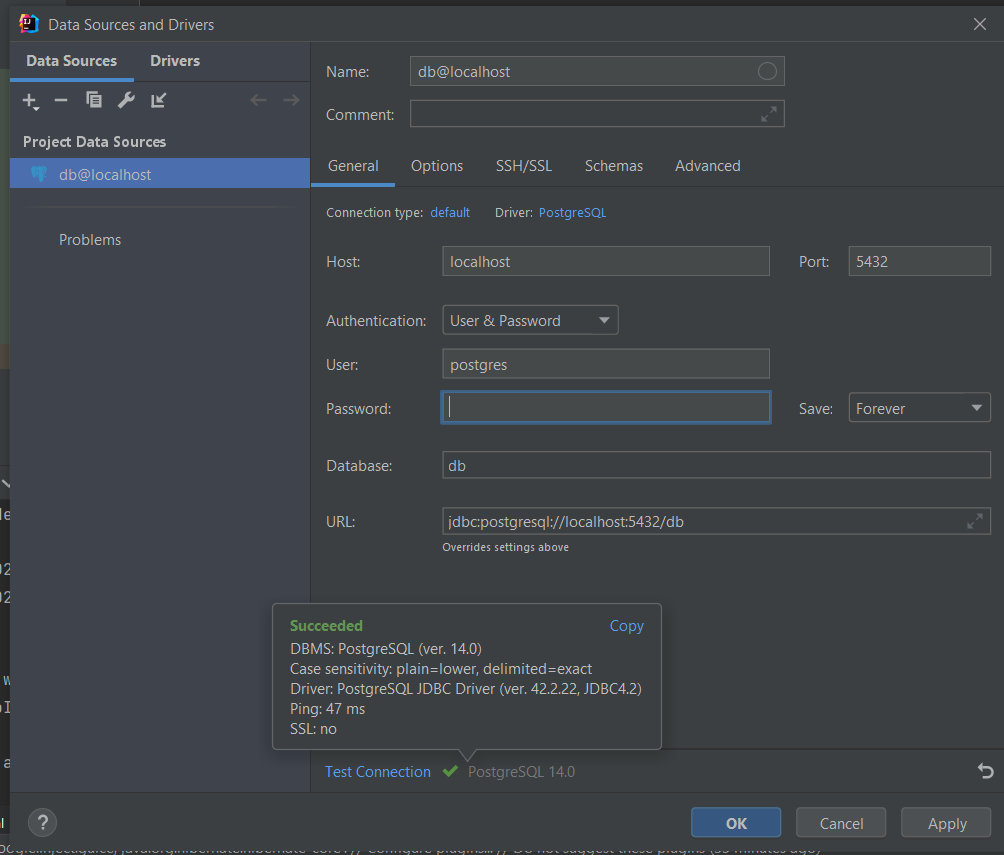 Data Sources and Drivers
Data Sources
Drivers
Project Data Sources
db@localhost
Problems
Name:
db@localhost
Comment:
General
Options
SSH/SSL
Schemas
Advanced
Connection type: default
Driver: PostgreSQL
Host:
localhost
Port:
5432
Authentication:
User & Password
User:
postgres
Password:
Save:
Forever
Database:
db
URL:
jdbc:postgresql://localhost:5432/db
Overrides settings above
Succeeded
Copy
DBMS: PostgreSQL (ver. 14.0)
Case sensitivity: plain=lower, delimited=exact
Driver: PostgreSQL JDBC Driver (ver. 42.2.22, JDBC4.2)
Ping: 47 ms
SSL: no
Test Connection
PostgreSQL 14.0
?
OK
Cancel
Apply